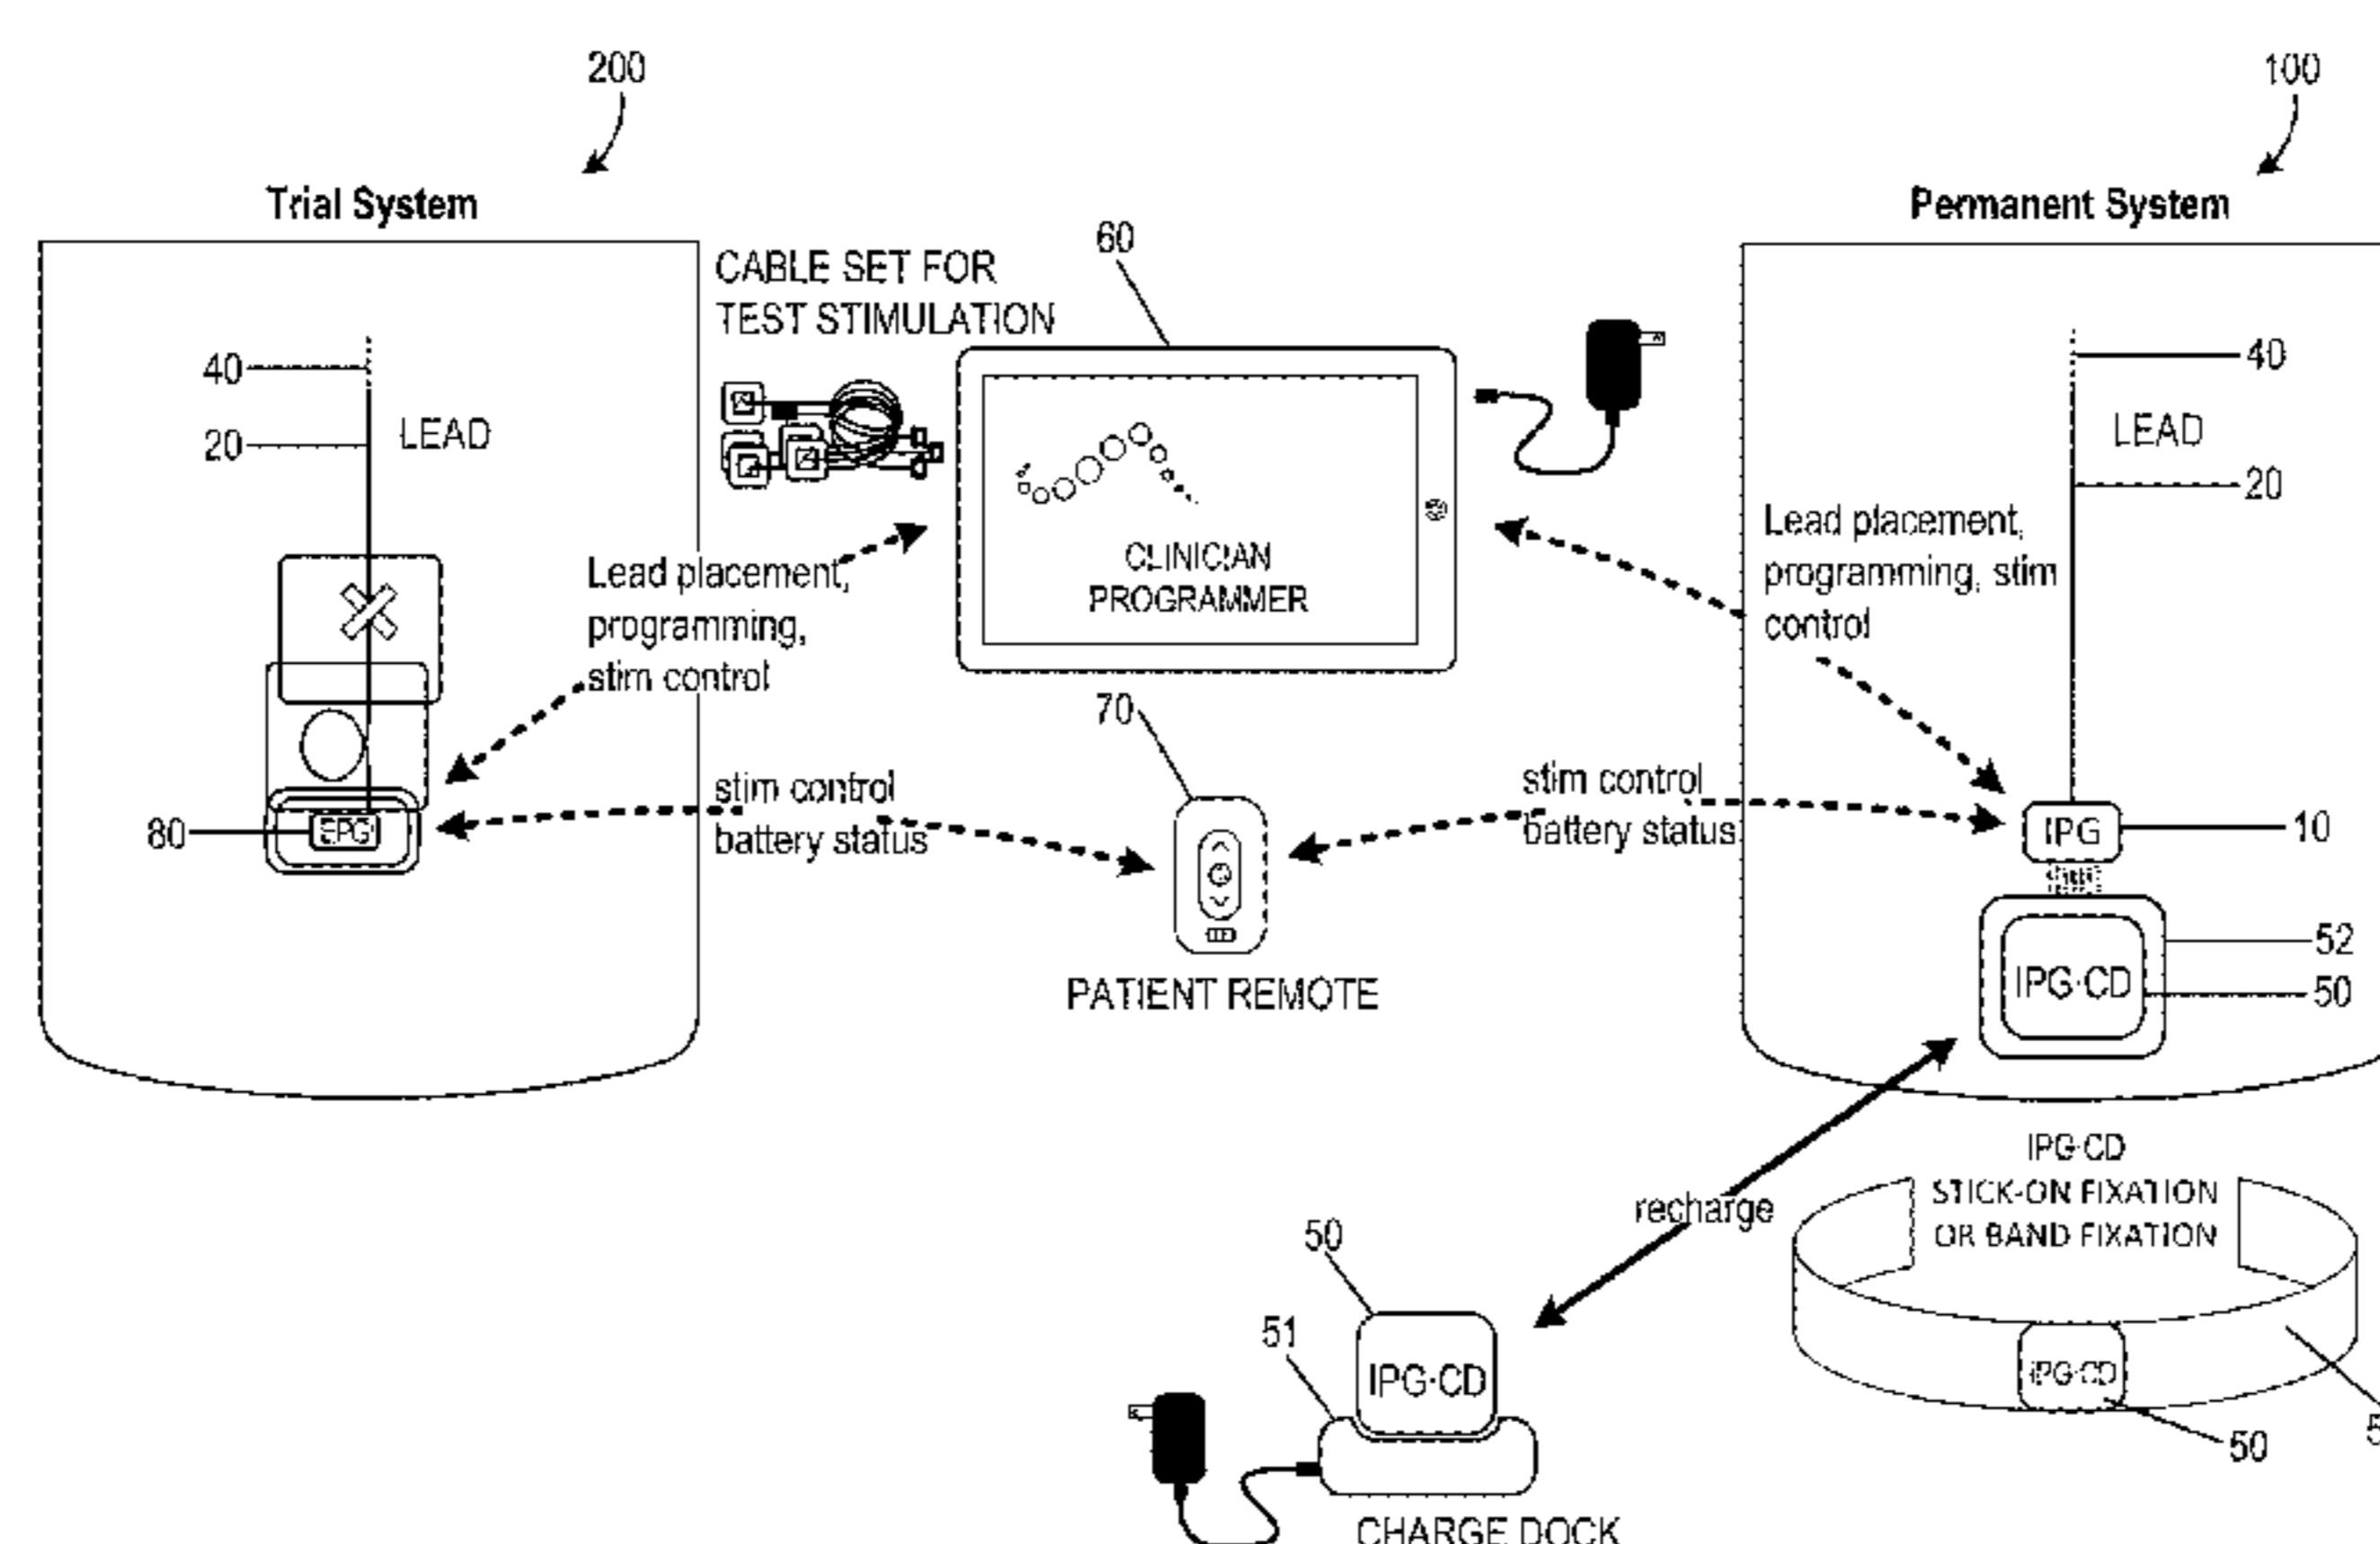 200
100
Trial System
Permanent System
CABLE SET FOR
TEST STIMULATION
60
40
20
LEAD
40
LEAD
20
CLINICIAN
PROGRAMMER
Lead placement,
programming,
stim control
Lead placement,
programming, stim
control
70
stim control
battery status
stim control
battery status
80
EPG
IPG
10
PATIENT REMOTE
52
IPG-CD
50
IPG-CD
STICK-ON FIXATION
OR BAND FIXATION
recharge
50
51
IPG-CD
IPG-CD
50
CHARGE DOCK